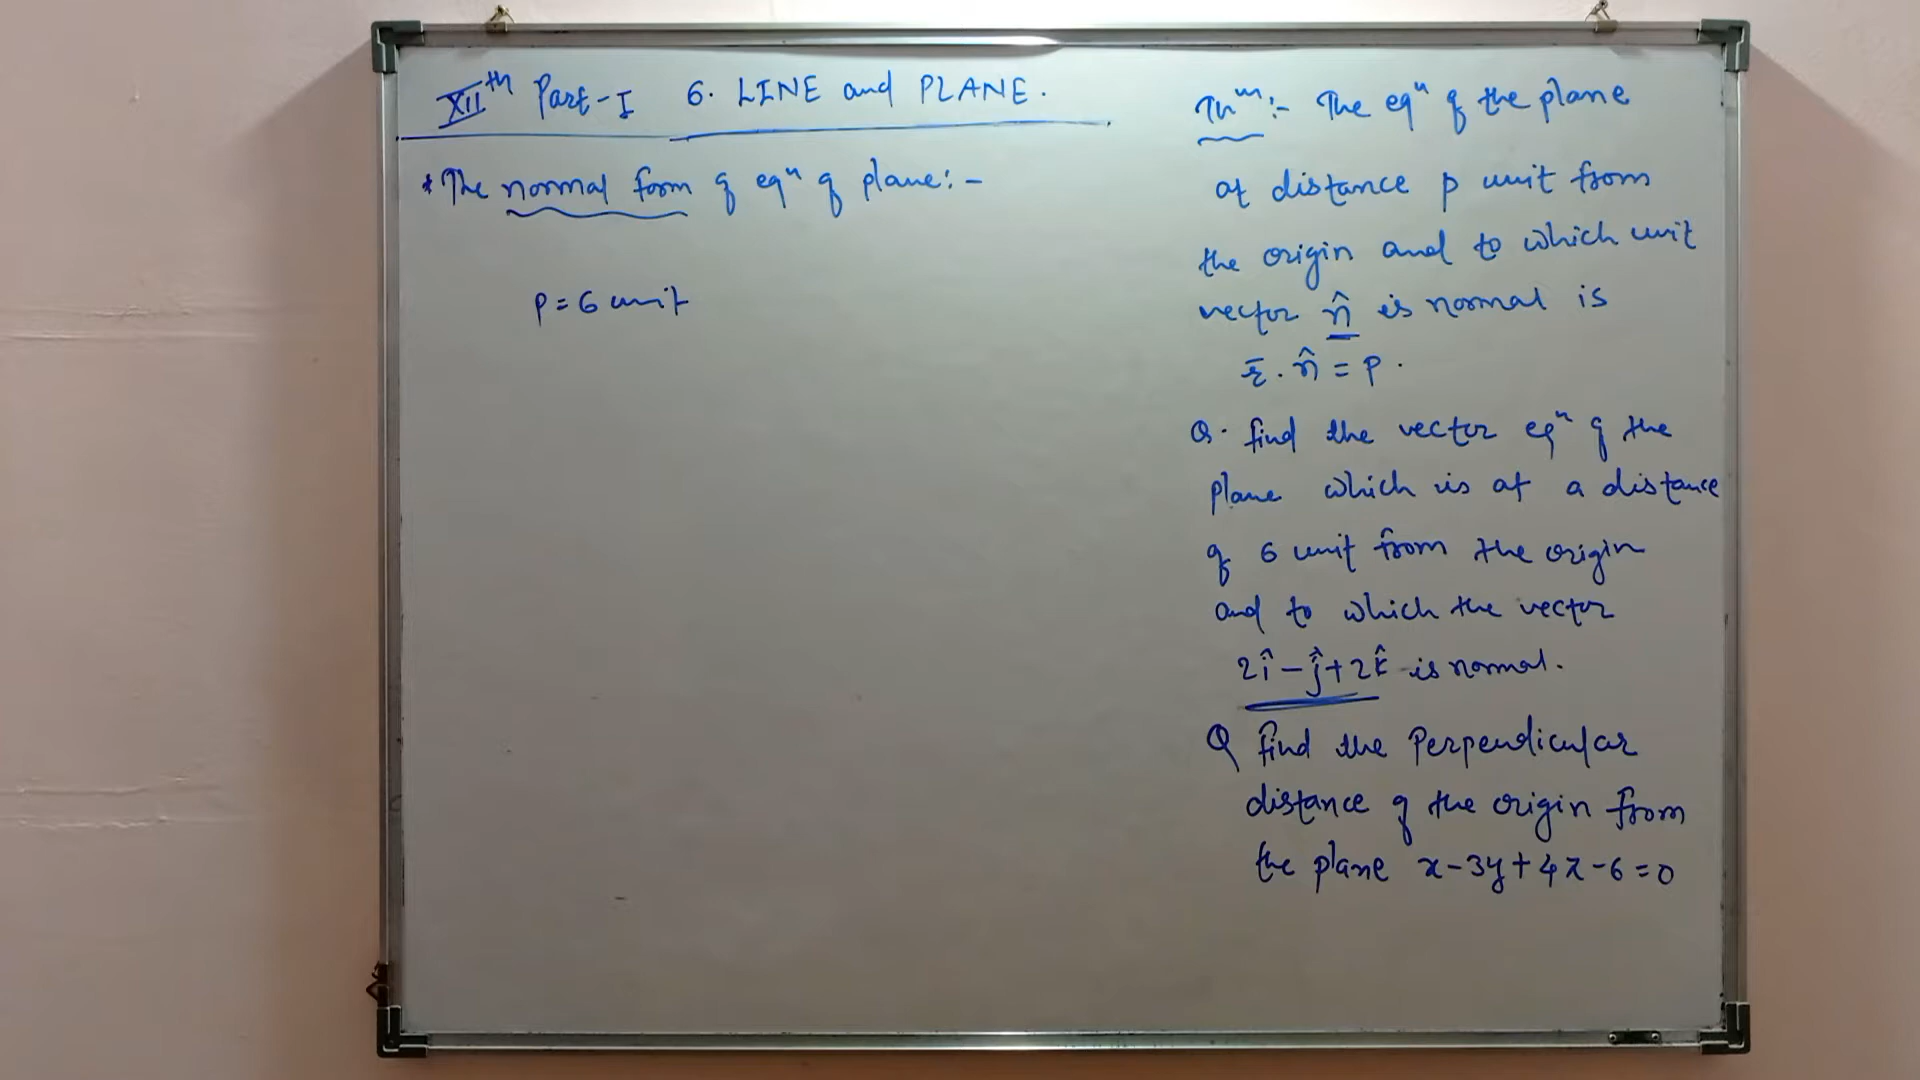 XIIth Part-I 6. LINE and PLANE.
* The normal form of eqn of plane:-
p = 6 unit
Thm:- The eqn of the plane
at distance p unit from
the origin and to which unit
vector n̂ is normal is
r̄ . n̂ = p .
Q. find the vector eqn of the
plane which is at a distance
of 6 unit from the origin
and to which the vector
2î - ĵ + 2k̂ is normal.
Q find the Perpendicular
distance of the origin from
the plane x - 3y + 4z - 6 = 0